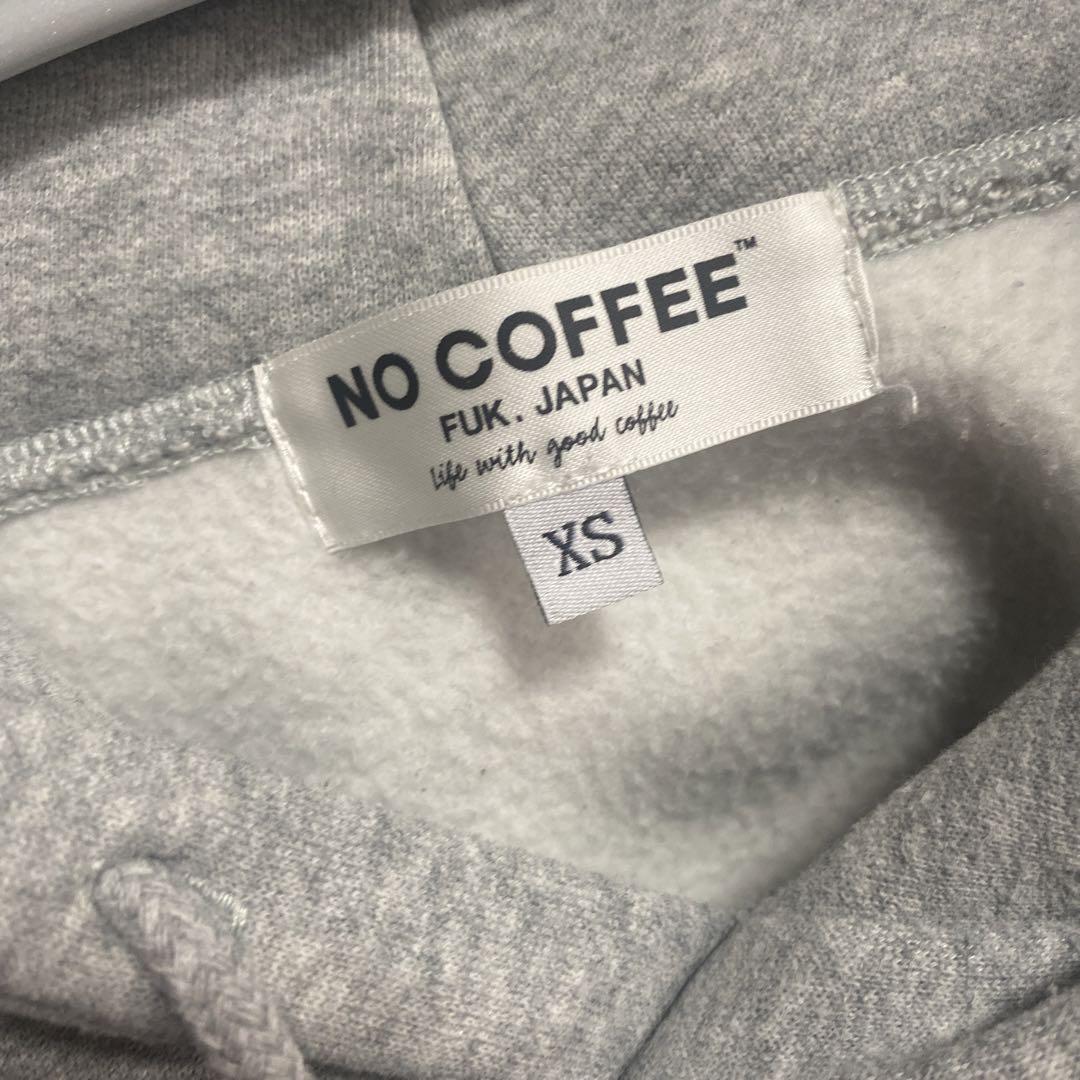 NO COFFEE™
FUK. JAPAN
Life with good coffee
XS